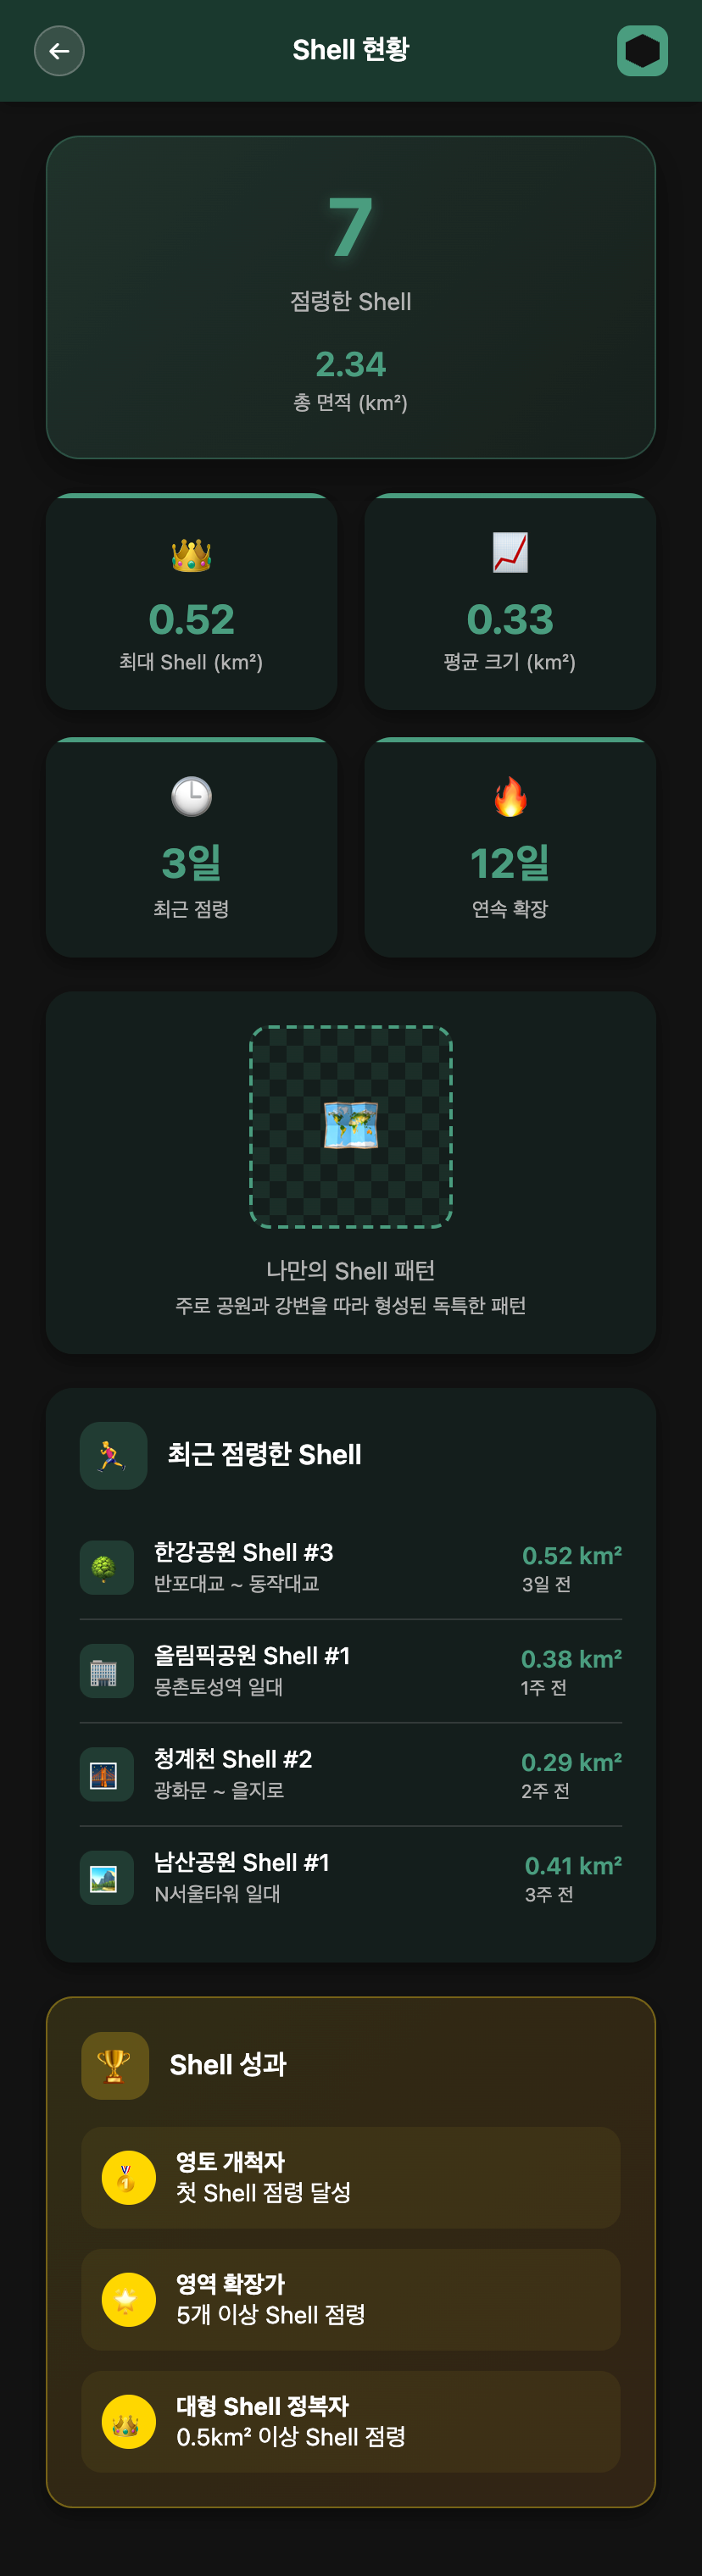 Shell 현황
7
점령한 Shell
2.34
총 면적 (km²)
0.52
최대 Shell (km²)
0.33
평균 크기 (km²)
3일
최근 점령
12일
연속 확장
나만의 Shell 패턴
주로 공원과 강변을 따라 형성된 독특한 패턴
최근 점령한 Shell
한강공원 Shell #3
0.52 km²
반포대교 ~ 동작대교
3일 전
올림픽공원 Shell #1
0.38 km²
몽촌토성역 일대
1주 전
청계천 Shell #2
0.29 km²
광화문 ~ 을지로
2주 전
남산공원 Shell #1
0.41 km²
N서울타워 일대
3주 전
Shell 성과
영토 개척자
첫 Shell 점령 달성
영역 확장가
5개 이상 Shell 점령
대형 Shell 정복자
0.5km² 이상 Shell 점령